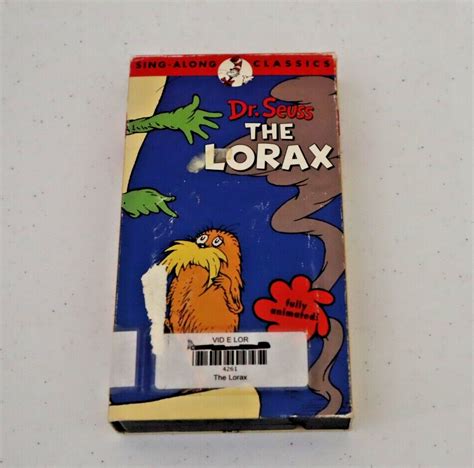 SING-ALONG CLASSICS
Dr. Seuss
THE
LORAX
fully
animated!
VID E LOR
4261
The Lorax